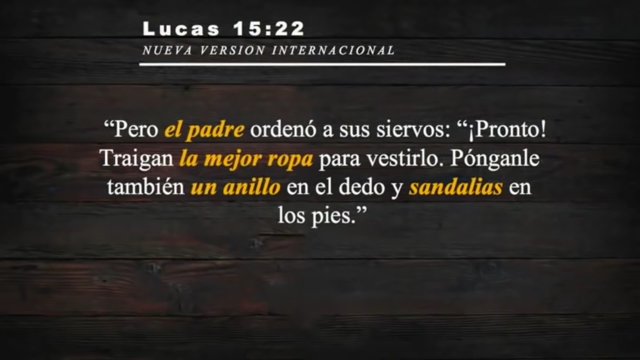 Lucas 15:22
NUEVA VERSION INTERNACIONAL
“Pero el padre ordenó a sus siervos: “¡Pronto!
Traigan la mejor ropa para vestirlo. Pónganle
también un anillo en el dedo y sandalias en
los pies.”